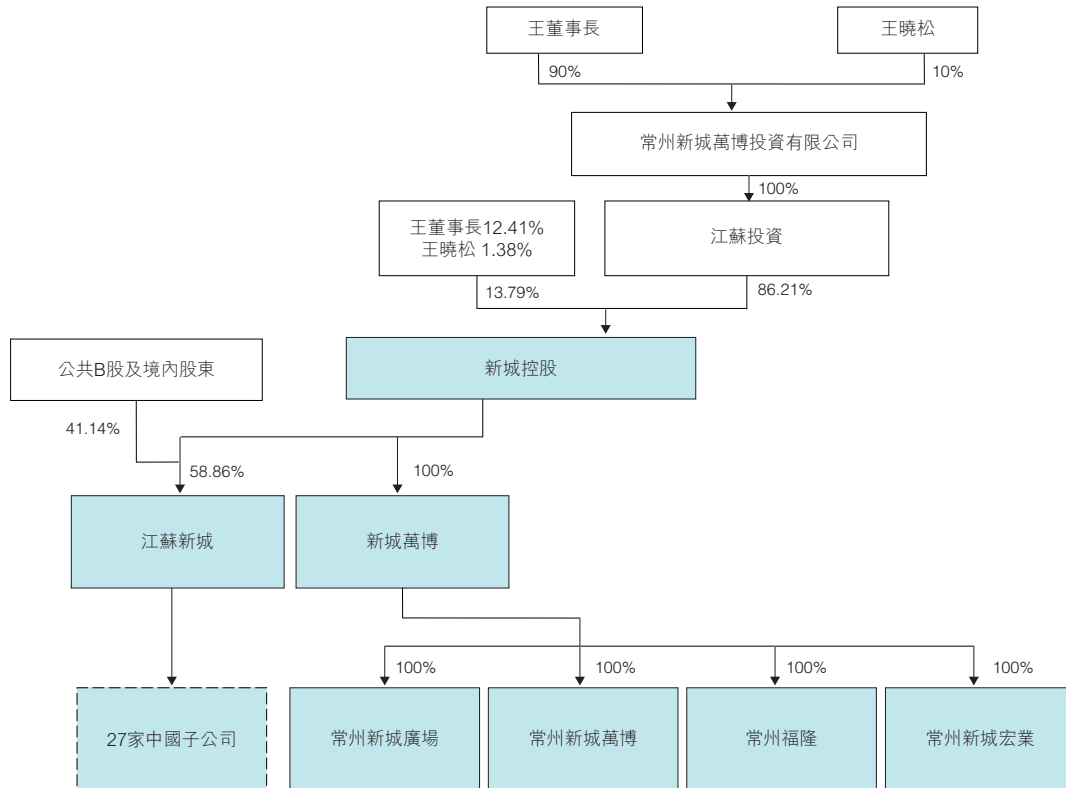 王董事長
王曉松
90%
10%
常州新城萬博投資有限公司
100%
王董事長12.41%
王曉松 1.38%
江蘇投資
13.79%
86.21%
公共B股及境內股東
新城控股
41.14%
58.86%
100%
江蘇新城
新城萬博
100%
100%
100%
100%
27家中國子公司
常州新城廣場
常州新城萬博
常州福隆
常州新城宏業